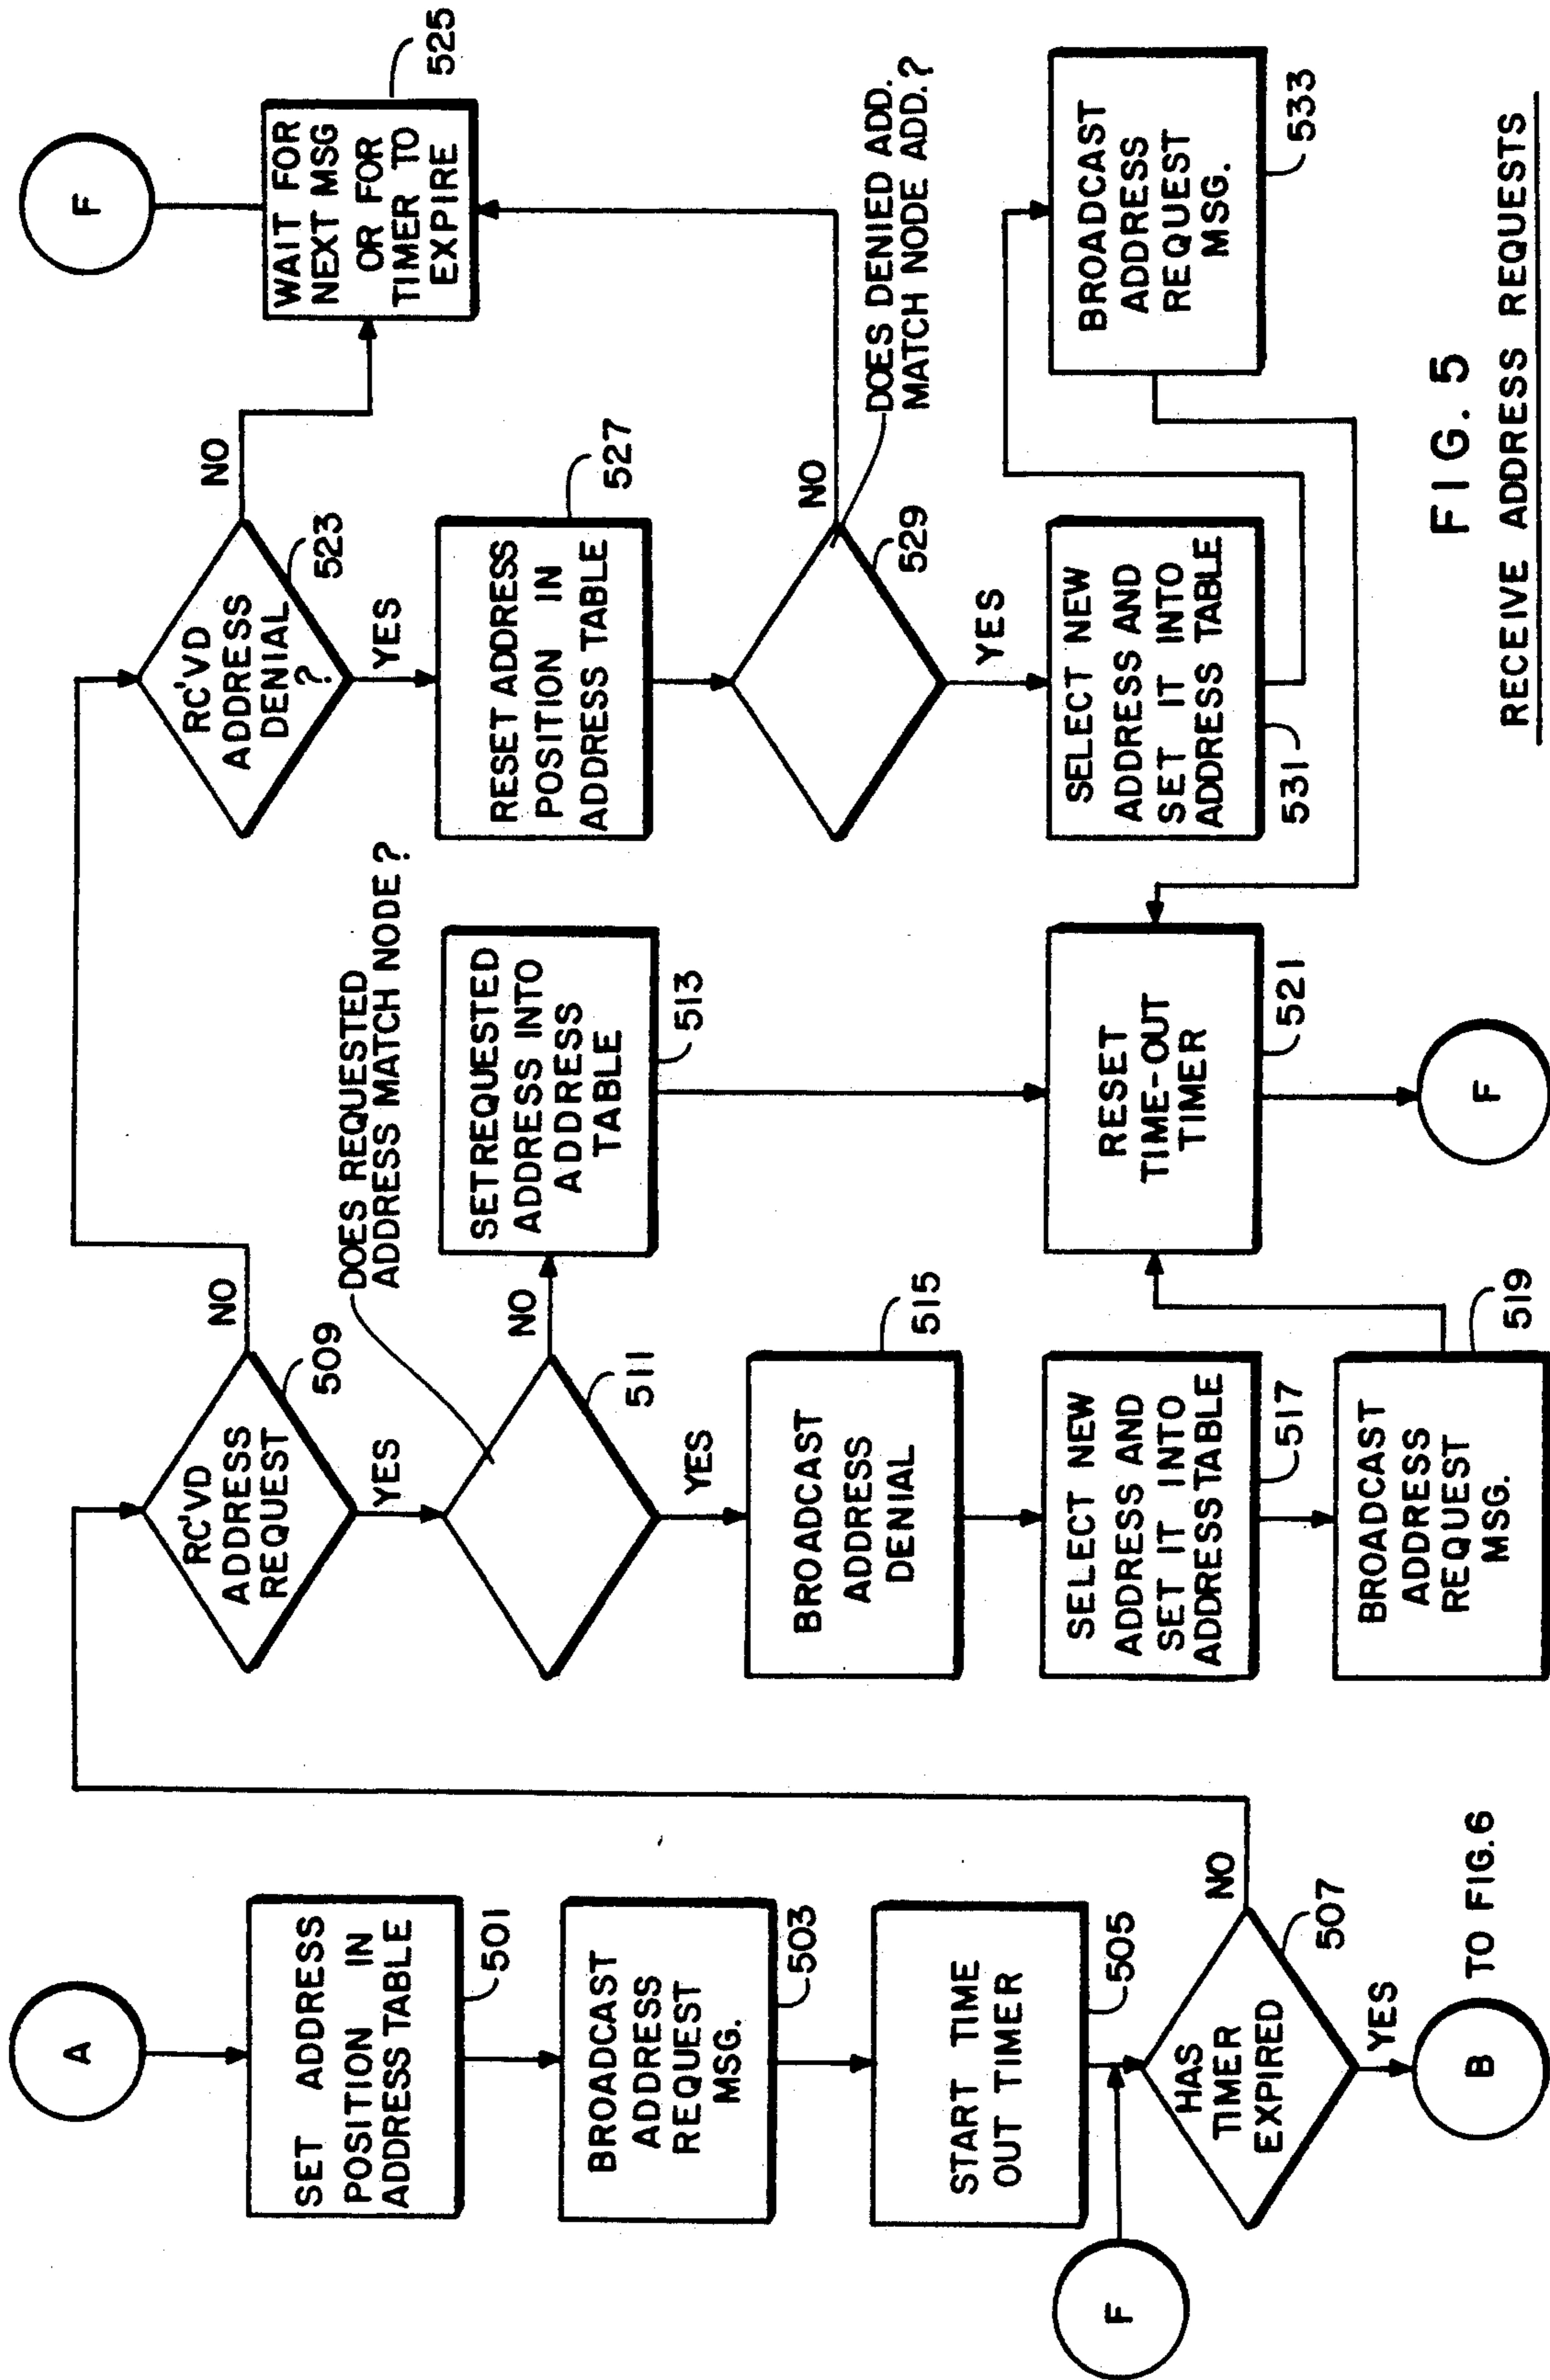 A
SET ADDRESS
POSITION IN
ADDRESS TABLE
501
BROADCAST
ADDRESS
REQUEST
MSG.
503
START TIME
OUT TIMER
505
F
HAS
TIMER
EXPIRED
507
NO
YES
B
TO FIG.6
RC'VD
ADDRESS
REQUEST
509
NO
YES
DOES REQUESTED
ADDRESS MATCH NODE?
511
NO
YES
SET REQUESTED
ADDRESS INTO
ADDRESS
TABLE
513
BROADCAST
ADDRESS
DENIAL
515
SELECT NEW
ADDRESS AND
SET IT INTO
ADDRESS TABLE
517
BROADCAST
ADDRESS
REQUEST
MSG.
519
RESET
TIME-OUT
TIMER
521
F
RC'VD
ADDRESS
DENIAL
?
523
NO
YES
F
WAIT FOR
NEXT MSG
OR FOR
TIMER TO
EXPIRE
525
RESET ADDRESS
POSITION IN
ADDRESS TABLE
527
DOES DENIED ADD.
MATCH NODE ADD.?
529
NO
YES
SELECT NEW
ADDRESS AND
SET IT INTO
ADDRESS TABLE
531
BROADCAST
ADDRESS
REQUEST
MSG.
533
FIG. 5
RECEIVE ADDRESS REQUESTS